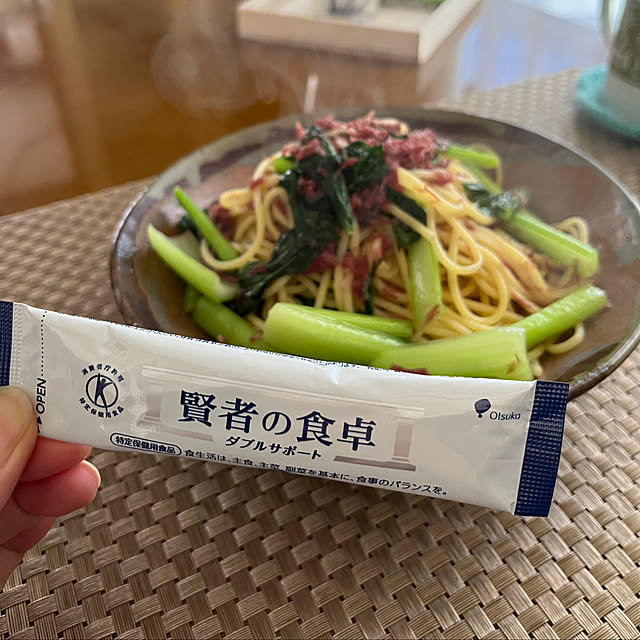 OPEN
消費者庁許可
特定保健用食品
賢者の食卓
ダブルサポート
Otsuka
特定保健用食品 食生活は、主食、主菜、副菜を基本に、食事のバランスを。